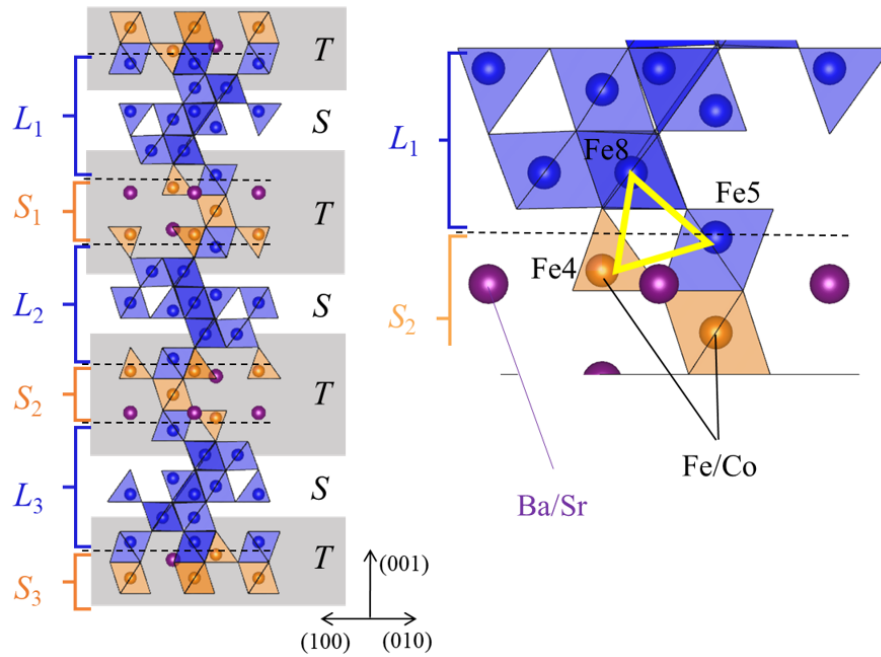 T
L1
S
S1
T
L2
S
S2
T
L3
S
T
S3
(001)
(100)
(010)
L1
Fe8
Fe5
Fe4
S2
Fe/Co
Ba/Sr